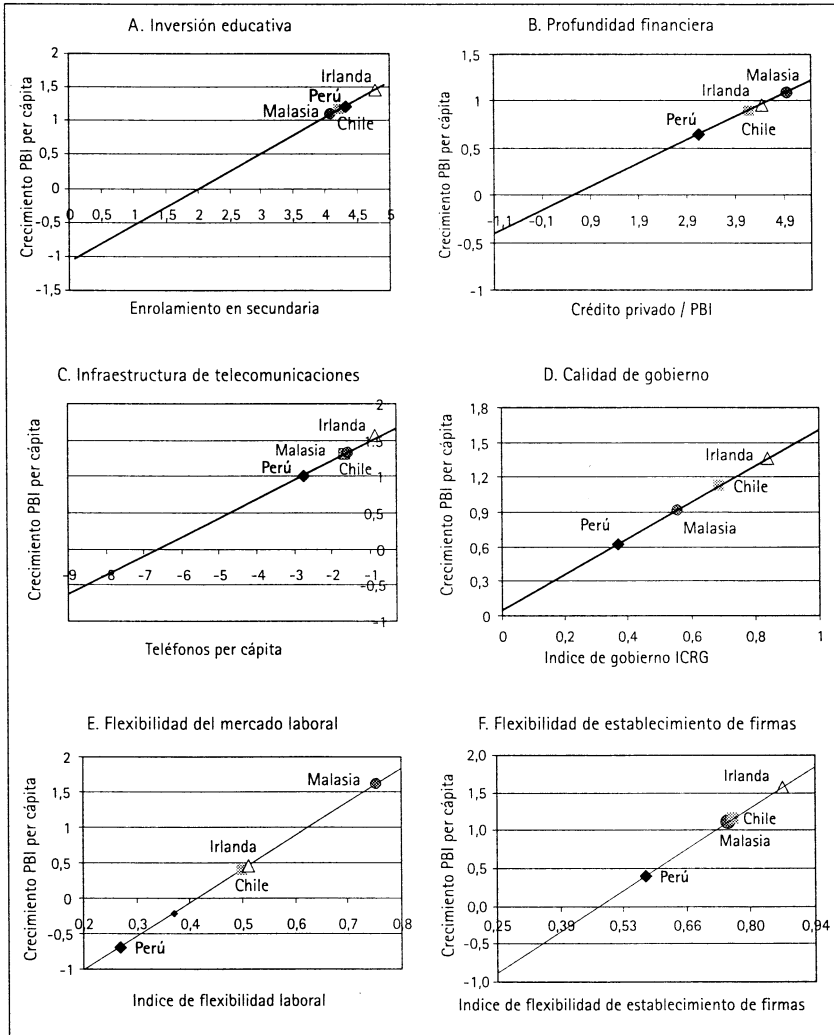 A. Inversión educativa
Crecimiento PBI per cápita
2
1,5
1
0,5
0
-0,5
-1
-1,5
0 0,5 1 1,5 2 2,5 3 3,5 4 4,5 5
Irlanda
Perú
Malasia
Chile
Enrolamiento en secundaria
B. Profundidad financiera
Crecimiento PBI per cápita
1,5
1
0,5
0
-0,5
-1
-1,1 -0,1 0,9 1,9 2,9 3,9 4,9
Malasia
Irlanda
Chile
Perú
Crédito privado / PBI
C. Infraestructura de telecomunicaciones
Crecimiento PBI per cápita
2
1,5
1
0,5
0
-0,5
-1
-9 -8 -7 -6 -5 -4 -3 -2 -1
Irlanda
Malasia
Perú
Chile
Teléfonos per cápita
D. Calidad de gobierno
Crecimiento PBI per cápita
1,8
1,5
1,2
0,9
0,6
0,3
0
0 0,2 0,4 0,6 0,8 1
Irlanda
Chile
Perú
Malasia
Indice de gobierno ICRG
E. Flexibilidad del mercado laboral
Crecimiento PBI per cápita
2
1,5
1
0,5
0
-0,5
-1
0,2 0,3 0,4 0,5 0,6 0,7 0,8
Malasia
Irlanda
Chile
Perú
Indice de flexibilidad laboral
F. Flexibilidad de establecimiento de firmas
Crecimiento PBI per cápita
2,0
1,5
1,0
0,5
0
-0,5
-1,0
0,25 0,39 0,53 0,66 0,80 0,94
Irlanda
Chile
Malasia
Perú
Indice de flexibilidad de establecimiento de firmas